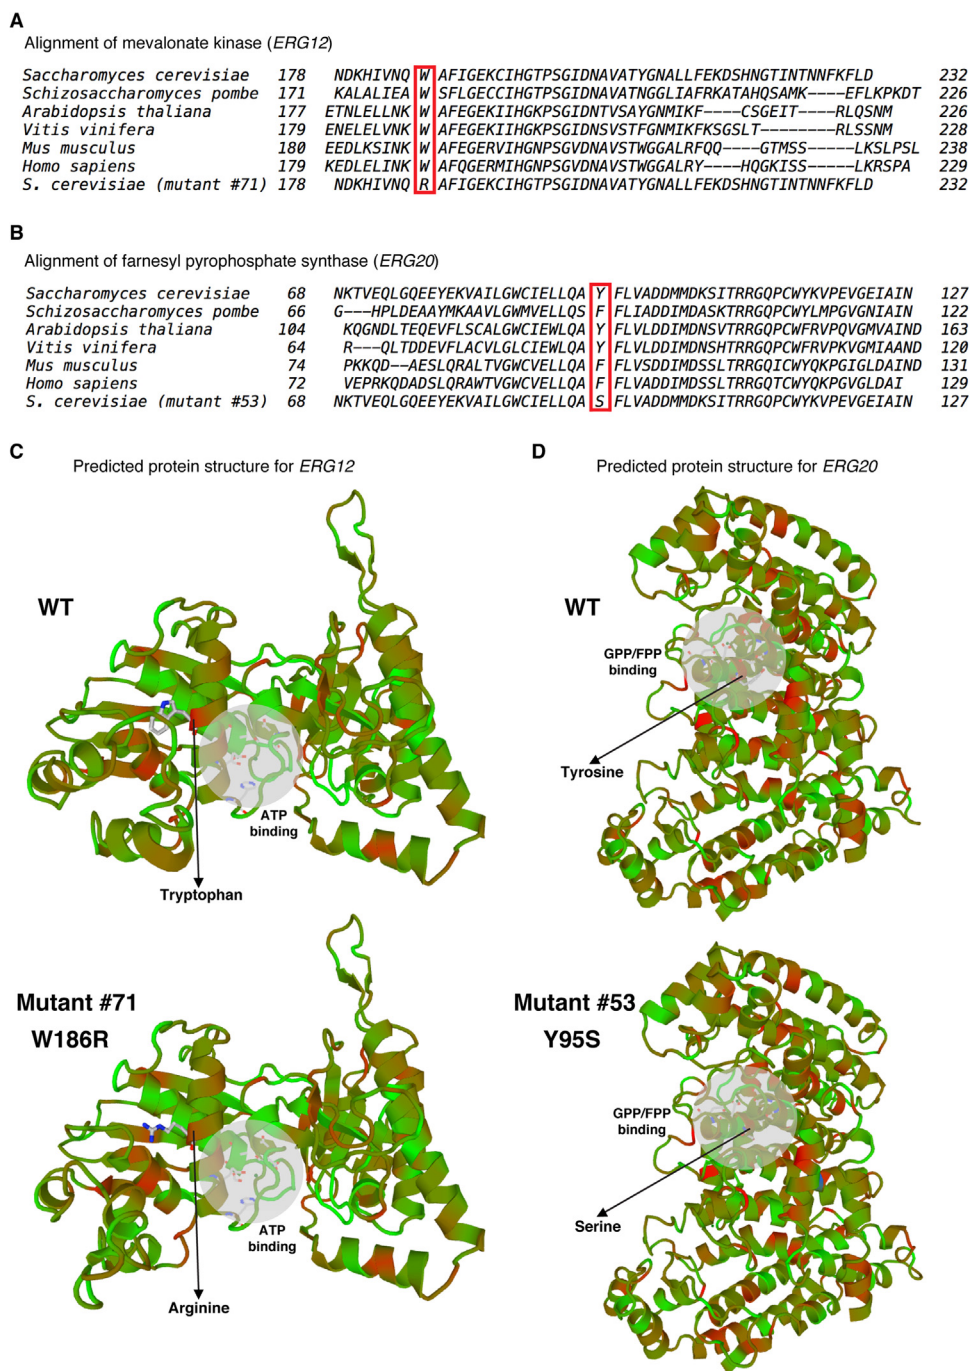 A
Alignment of mevalonate kinase (ERG12)
Saccharomyces cerevisiae 178 NDKHIVNQ W AFIGEKCIHGTPSGIDNAVATYGNALLFEKDSHNGTINTNNFKFLD 232
Schizosaccharomyces pombe 171 KALALIEA W SFLGECCIHGTPSGIDNAVATNGGLIAFRKATAHQSAMK----EFLKPKDT 226
Arabidopsis thaliana 177 ETNLELLNK W AFEGEKIIHGKPSGIDNTVSAYGNMIKF----CSGEIT----RLQSNM 226
Vitis vinifera 179 ENELELVNK W AFEGEKIIHGKPSGIDNSVSTFGNMIKFKSGSLT--------RLSSNM 228
Mus musculus 180 EEDLKSINK W AFEGERVIHGNPSGVDNAVSTWGGALRFQQ----GTMSS-----LKSLPSL 238
Homo sapiens 179 KEDLELINK W AFQGERMIHGNPSGVDNAVSTWGGALRY---HQGKISS-----LKRSPA 229
S. cerevisiae (mutant #71) 178 NDKHIVNQ R AFIGEKCIHGTPSGIDNAVATYGNALLFEKDSHNGTINTNNFKFLD 232
B
Alignment of farnesyl pyrophosphate synthase (ERG20)
Saccharomyces cerevisiae 68 NKTVEQLGQEEYEKVAILGWCIELLQA Y FLVADDMMDKSITRRGQPCWYKVPEVGEIAIN 127
Schizosaccharomyces pombe 66 G---HPLDEAAYMKAAVLGWMVELLQS F FLIADDIMDASKTRRGQPCWYLMPGVGNIAIN 122
Arabidopsis thaliana 104 KQGNDLTEQEVFLSCALGWCIEWLQA Y FLVLDDIMDNSVTRRGQPCWFRVPQVGMVAIND 163
Vitis vinifera 64 R---QLTDDEVFLACVLGLCIEWLQA Y FLVLDDIMDNSHTRRGQPCWFRVPKVGMIAAND 120
Mus musculus 74 PKKQD--AESLQRALTVGWCVELLQA F FLVSDDIMDSSLTRRGQICWYQKPGIGLDAIND 131
Homo sapiens 72 VEPRKQDADSLQRAWTVGWCVELLQA F FLVADDIMDSSLTRRGQTCWYQKPGVGLDAI 129
S. cerevisiae (mutant #53) 68 NKTVEQLGQEEYEKVAILGWCIELLQA S FLVADDMMDKSITRRGQPCWYKVPEVGEIAIN 127
C
Predicted protein structure for ERG12
WT
ATP
binding
Tryptophan
Mutant #71
W186R
ATP
binding
Arginine
D
Predicted protein structure for ERG20
WT
GPP/FPP
binding
Tyrosine
Mutant #53
Y95S
GPP/FPP
binding
Serine